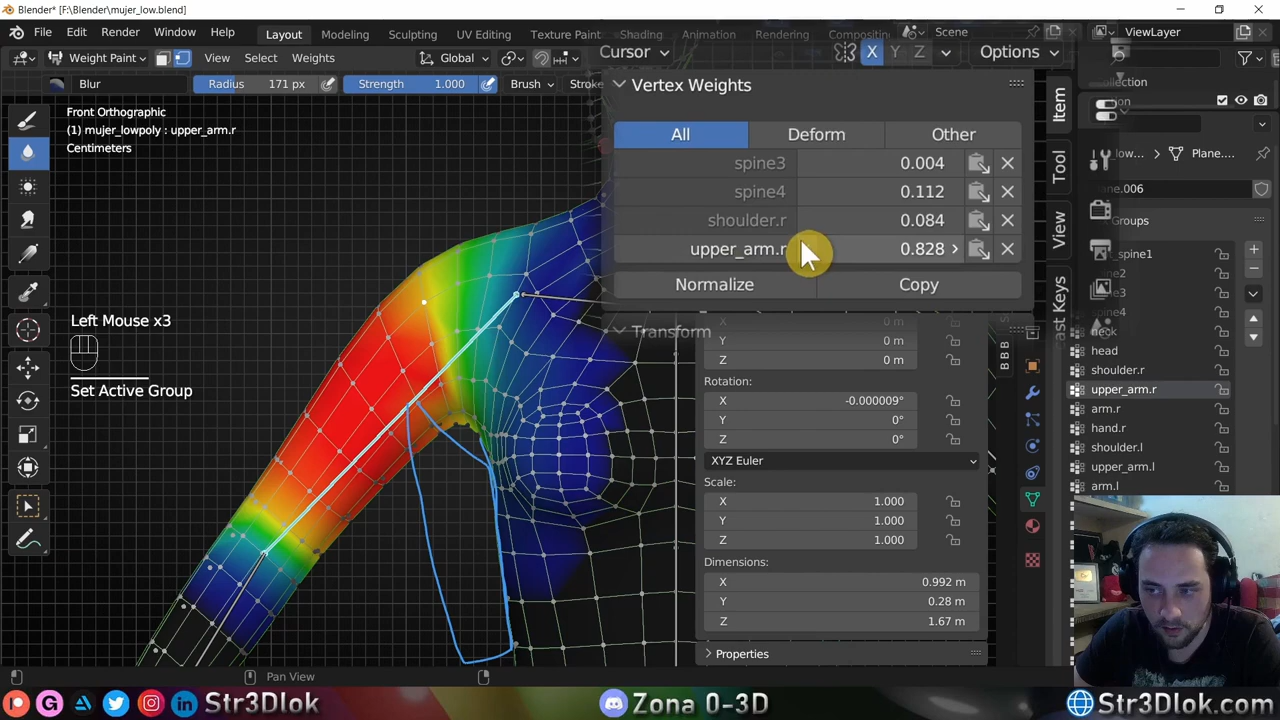 Blender* [F:\Blender\mujer_low.blend]
File Edit Render Window Help Layout Modeling Sculpting UV Editing Texture Paint Shading Animation Rendering Compositing Scene ViewLayer
Weight Paint View Select Weights Global Cursor X Y Z Options
Blur Radius 171 px Strength 1.000 Brush Stroke
Front Orthographic
(1) mujer_lowpoly : upper_arm.r
Centimeters
Vertex Weights
All Deform Other
spine3 0.004
spine4 0.112
shoulder.r 0.084
upper_arm.r 0.828
Normalize Copy
Transform
X 0 m
Y 0 m
Z 0 m
Rotation:
X -0.000009°
Y 0°
Z 0°
XYZ Euler
Scale:
X 1.000
Y 1.000
Z 1.000
Dimensions:
X 0.992 m
Y 0.28 m
Z 1.67 m
Properties
Item
Tool
View
B B B
Plane....
Groups
neck
head
shoulder.r
upper_arm.r
arm.r
hand.r
shoulder.l
upper_arm.l
arm.l
Left Mouse x3
Set Active Group
Pan View
Str3Dlok Zona 0-3D Str3Dlok.com